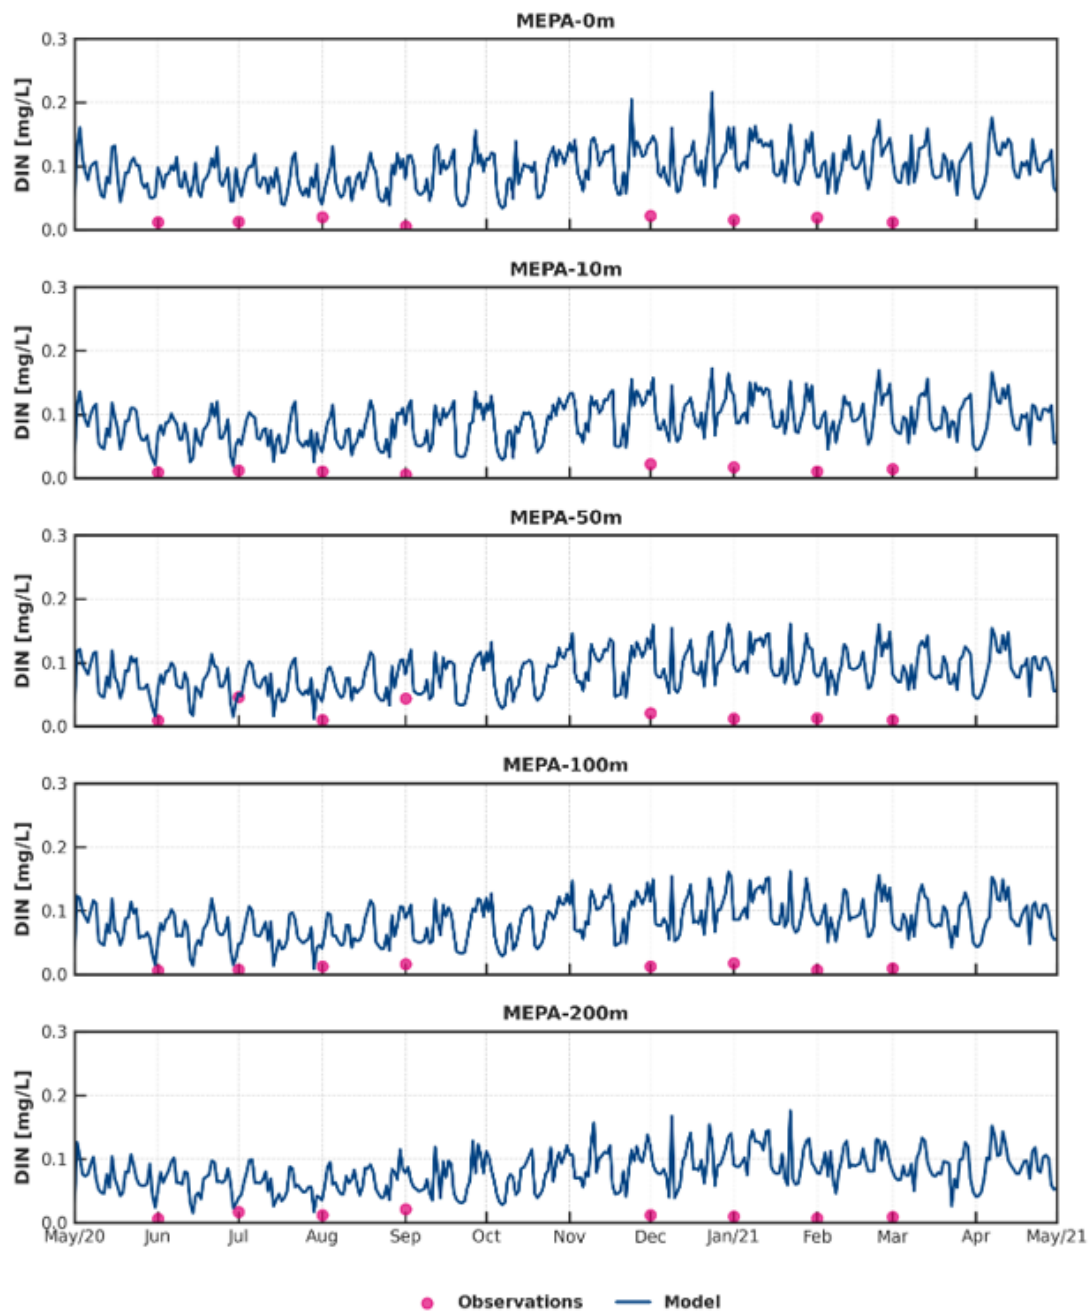 MEPA-0m
0.3
0.2
0.1
0.0
DIN [mg/L]
MEPA-10m
0.3
0.2
0.1
0.0
DIN [mg/L]
MEPA-50m
0.3
0.2
0.1
0.0
DIN [mg/L]
MEPA-100m
0.3
0.2
0.1
0.0
DIN [mg/L]
MEPA-200m
0.3
0.2
0.1
0.0
DIN [mg/L]
May/20 Jun Jul Aug Sep Oct Nov Dec Jan/21 Feb Mar Apr May/21
Observations Model